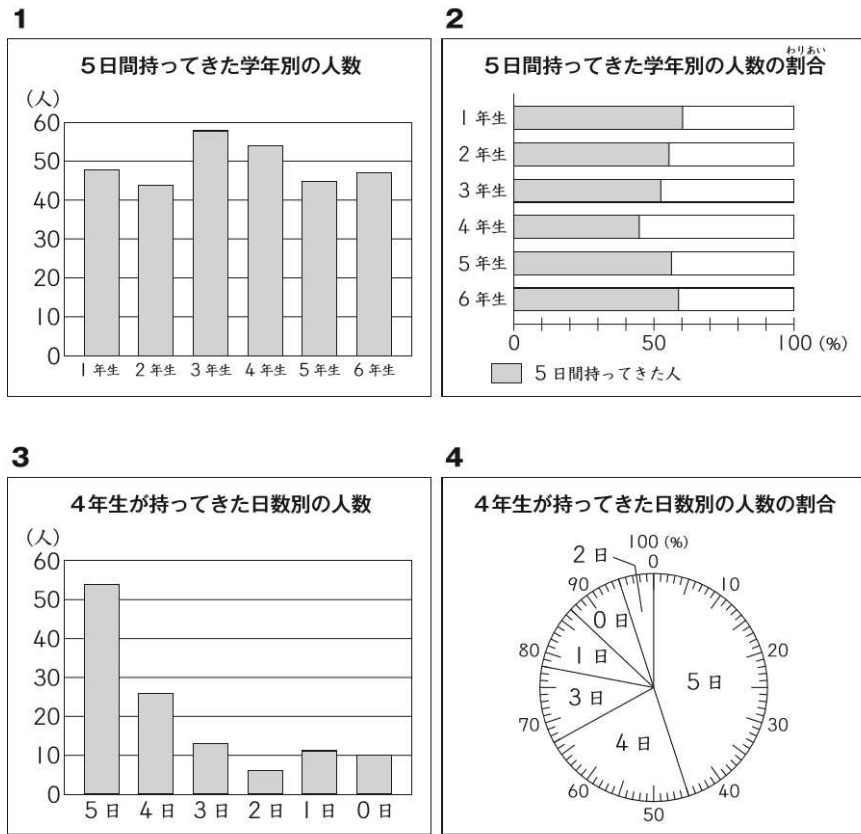 1
5日間持ってきた学年別の人数
(人)
60
50
40
30
20
10
0
1年生 2年生 3年生 4年生 5年生 6年生
2
わりあい
5日間持ってきた学年別の人数の割合
1年生
2年生
3年生
4年生
5年生
6年生
0 50 100 (%)
5日間持ってきた人
3
4年生が持ってきた日数別の人数
(人)
60
50
40
30
20
10
0
5日 4日 3日 2日 1日 0日
4
4年生が持ってきた日数別の人数の割合
100 (%)
0
10
20
30
40
50
60
70
80
90
5日
4日
3日
1日
0日
2日